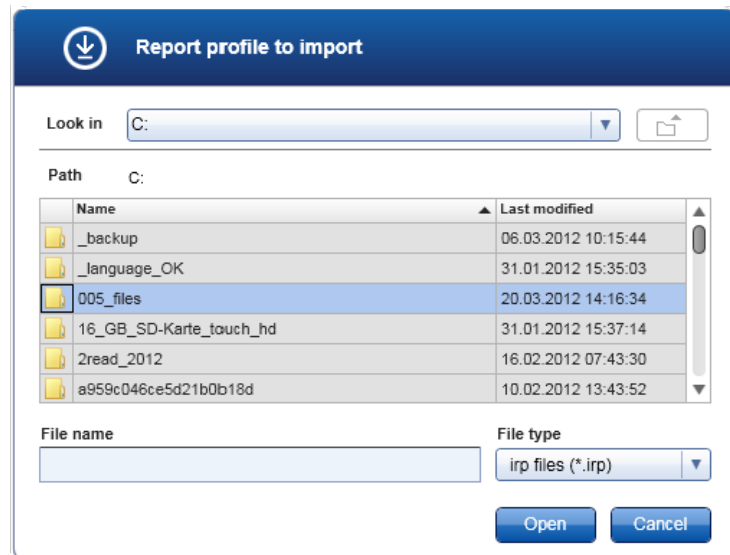 Report profile to import
Look in C:
Path C:
Name Last modified
_backup 06.03.2012 10:15:44
_language_OK 31.01.2012 15:35:03
005_files 20.03.2012 14:16:34
16_GB_SD-Karte_touch_hd 31.01.2012 15:37:14
2read_2012 16.02.2012 07:43:30
a959c046ce5d21b0b18d 10.02.2012 13:43:52
File name File type
irp files (*.irp)
Open Cancel